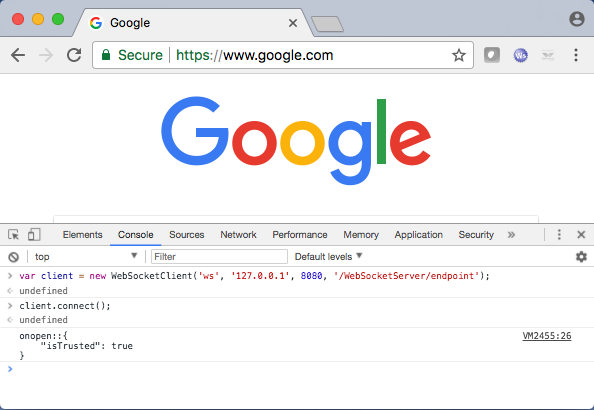 Google
Secure https://www.google.com
Google
Elements Console Sources Network Performance Memory Application Security »
top Filter Default levels
var client = new WebSocketClient('ws', '127.0.0.1', 8080, '/WebSocketServer/endpoint');
undefined
client.connect();
undefined
onopen::{ VM2455:26
"isTrusted": true
}